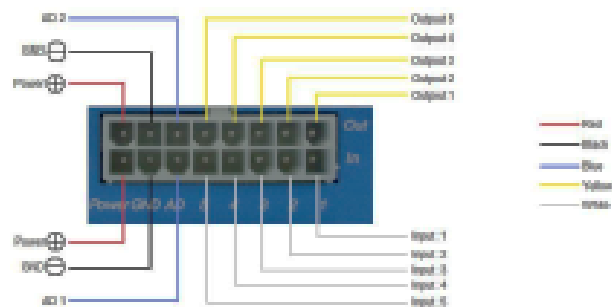 AD 2
GND
Power
Output 5
Output 4
Output 3
Output 2
Output 1
Out
In
Power GND AD 5 4 3 2 1
Red
Black
Blue
Yellow
White
Power
GND
AD 1
Input 1
Input 2
Input 3
Input 4
Input 5